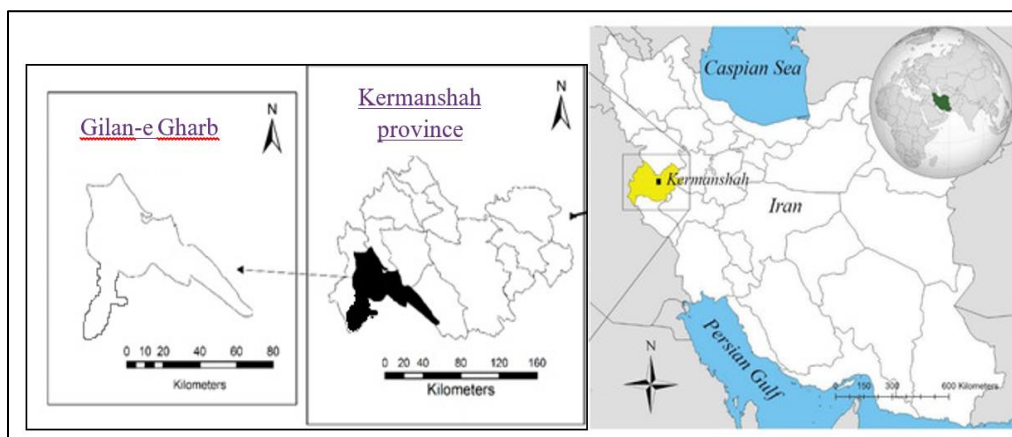 N
Gilan-e Gharb
0 10 20 40 60 80
Kilometers
N
Kermanshah
province
0 20 40 80 120 160
Kilometers
Caspian Sea
Kermanshah
Iran
Persian Gulf
N
0 150 300 600 Kilometers